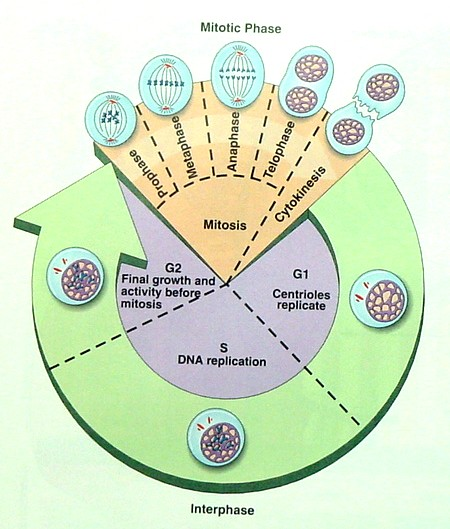 Mitotic Phase
Prophase
Metaphase
Anaphase
Telophase
Cytokinesis
Mitosis
G1
Centrioles
replicate
S
DNA replication
G2
Final growth and
activity before
mitosis
Interphase